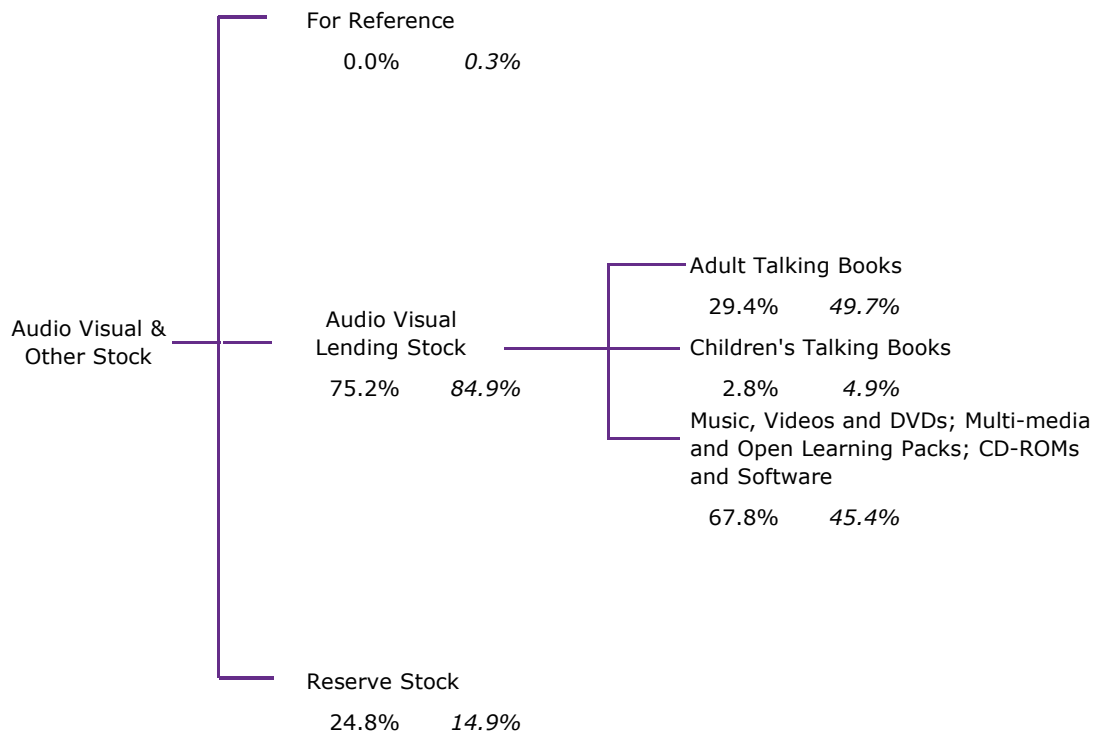 For Reference
0.0% 0.3%
Audio Visual &
Other Stock
Audio Visual
Lending Stock
75.2% 84.9%
Adult Talking Books
29.4% 49.7%
Children's Talking Books
2.8% 4.9%
Music, Videos and DVDs; Multi-media
and Open Learning Packs; CD-ROMs
and Software
67.8% 45.4%
Reserve Stock
24.8% 14.9%